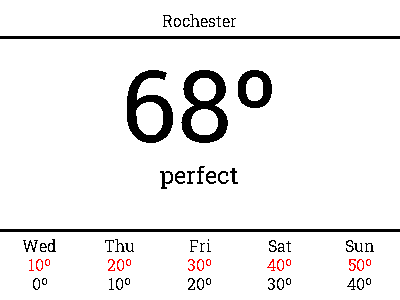 Rochester
68º
perfect
Wed Thu Fri Sat Sun
10º 20º 30º 40º 50º
0º 10º 20º 30º 40º